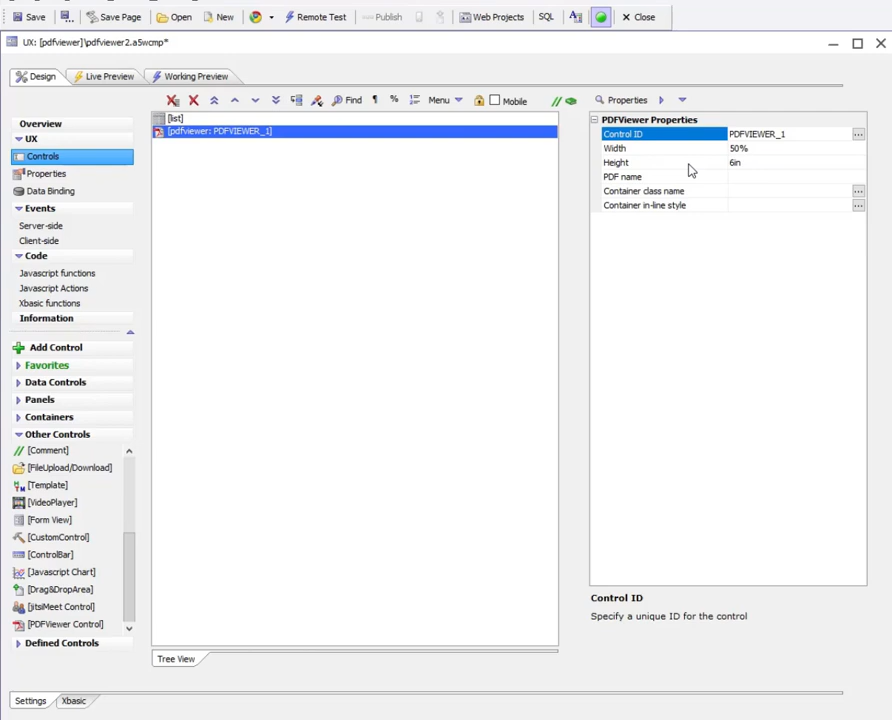 Save
Save Page
Open
New
Remote Test
Publish
Web Projects
SQL
A
Close
UX: [pdfviewer]\pdfviewer2.a5wcmp*
Design
Live Preview
Working Preview
Find
¶
%
Menu
Mobile
//
Properties
Overview
UX
Controls
Properties
Data Binding
Events
Server-side
Client-side
Code
Javascript functions
Javascript Actions
Xbasic functions
Information
Add Control
Favorites
Data Controls
Panels
Containers
Other Controls
// [Comment]
[FileUpload/Download]
[Template]
[VideoPlayer]
[Form View]
[CustomControl]
[ControlBar]
[Javascript Chart]
[Drag&DropArea]
[jitsiMeet Control]
[PDFViewer Control]
Defined Controls
[list]
[pdfviewer: PDFVIEWER_1]
Tree View
PDFViewer Properties
Control ID PDFVIEWER_1 ...
Width 50%
Height 6in
PDF name
Container class name ...
Container in-line style ...
Control ID
Specify a unique ID for the control
Settings
Xbasic